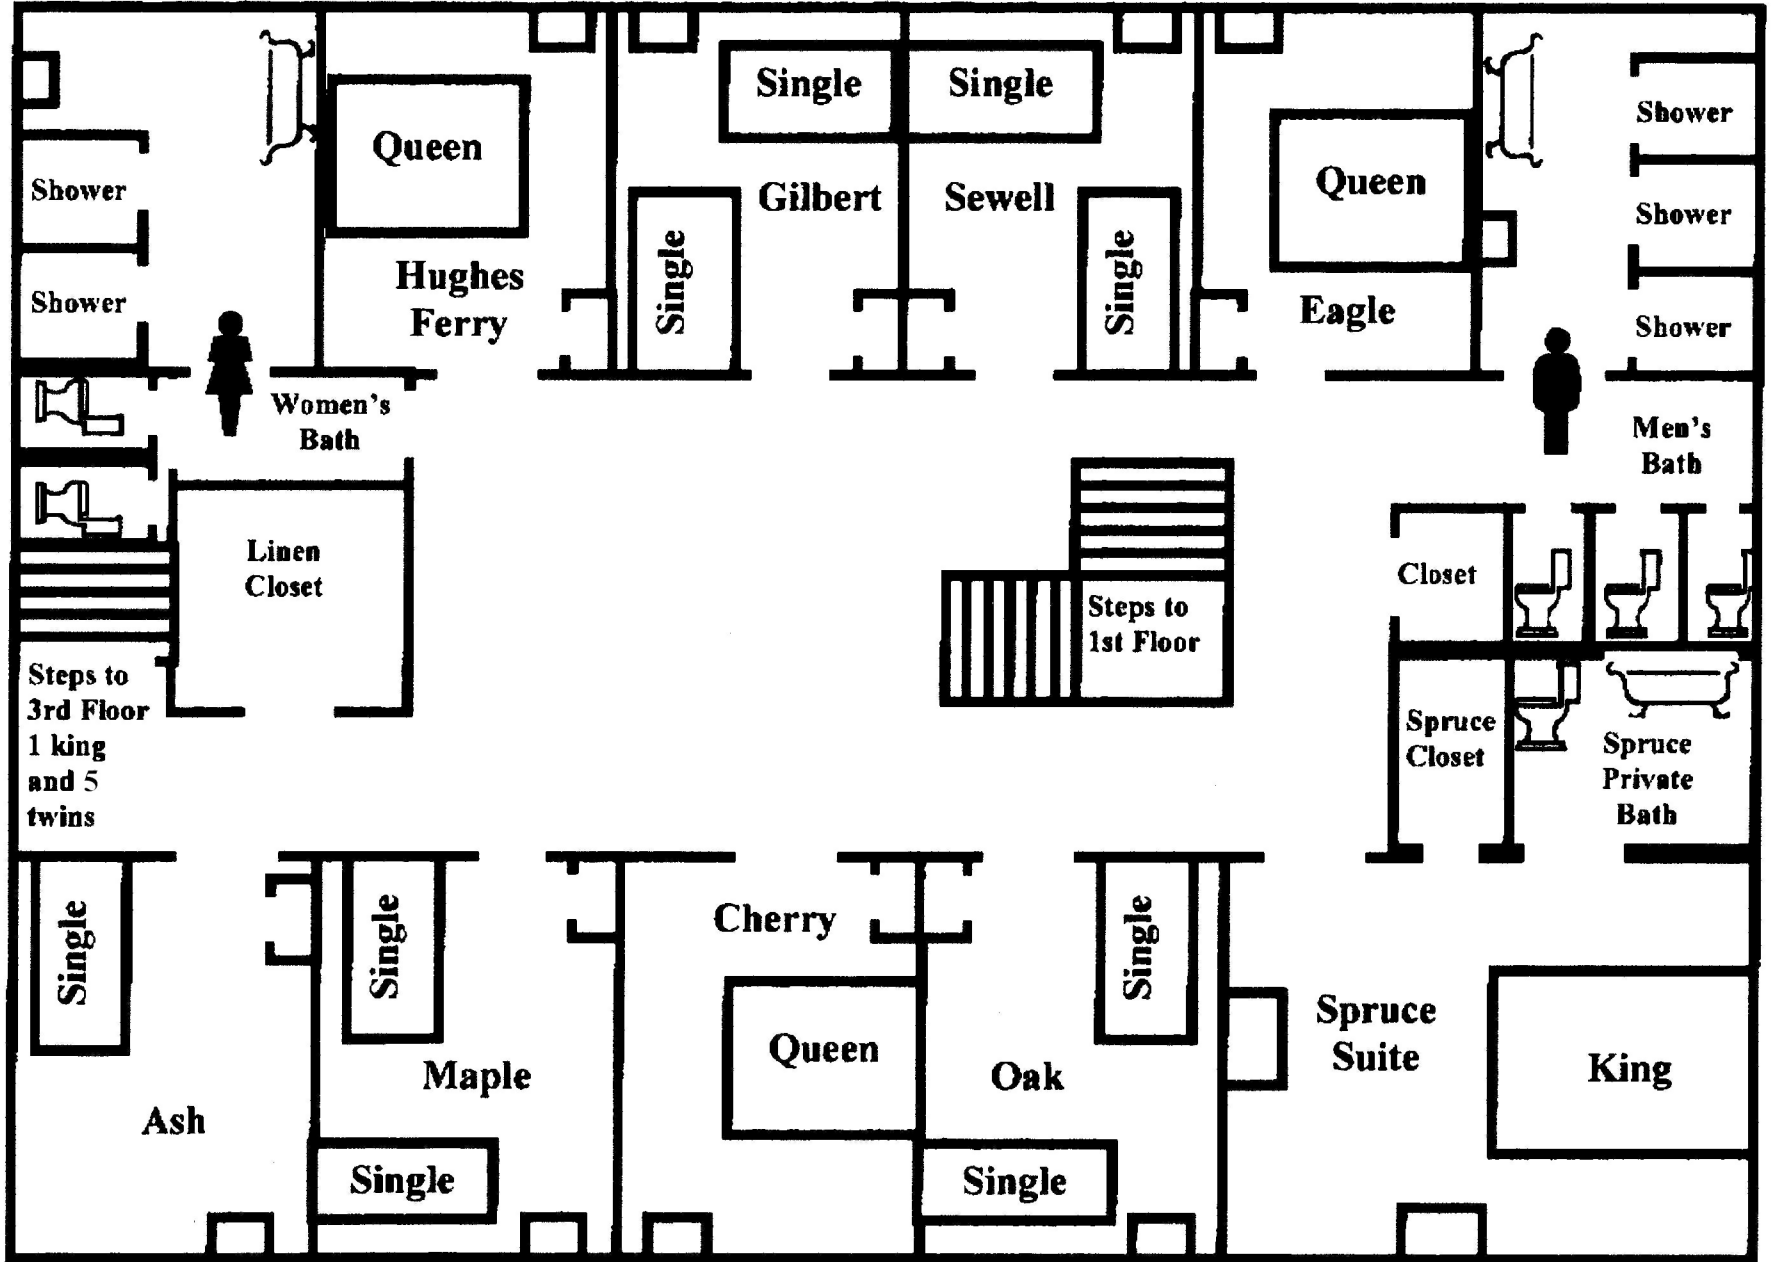 Single
Single
Shower
Queen
Queen
Shower
Gilbert
Sewell
Shower
Single
Single
Hughes
Ferry
Shower
Eagle
Shower
Women's
Bath
Men's
Bath
Linen
Closet
Closet
Steps to
1st Floor
Steps to
3rd Floor
1 king
and 5
twins
Spruce
Closet
Spruce
Private
Bath
Single
Single
Cherry
Single
Queen
Spruce
Suite
King
Maple
Oak
Ash
Single
Single